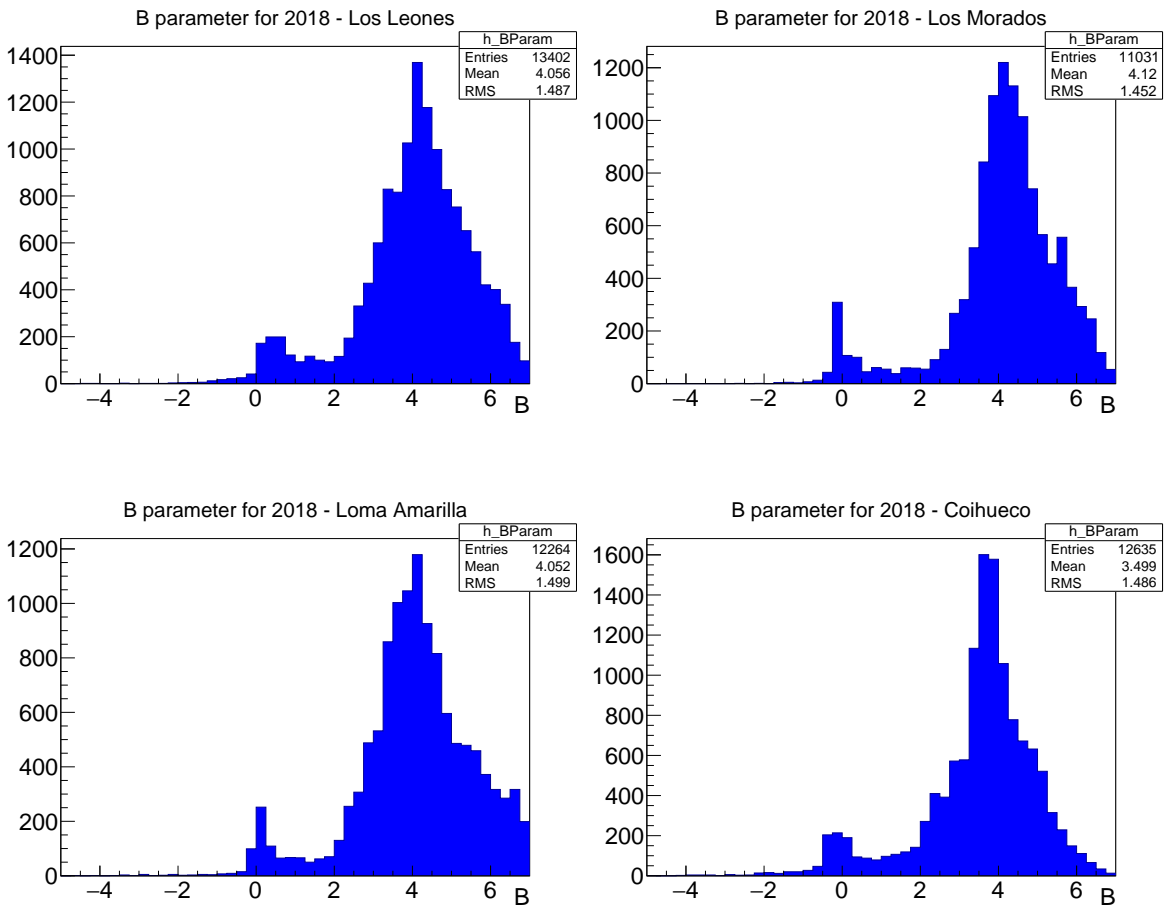 B parameter for 2018 - Los Leones
h_BParam
Entries 13402
Mean 4.056
RMS 1.487
1400
1200
1000
800
600
400
200
0
−4 −2 0 2 4 6
B
B parameter for 2018 - Los Morados
h_BParam
Entries 11031
Mean 4.12
RMS 1.452
1200
1000
800
600
400
200
0
−4 −2 0 2 4 6
B
B parameter for 2018 - Loma Amarilla
h_BParam
Entries 12264
Mean 4.052
RMS 1.499
1200
1000
800
600
400
200
0
−4 −2 0 2 4 6
B
B parameter for 2018 - Coihueco
h_BParam
Entries 12635
Mean 3.499
RMS 1.486
1600
1400
1200
1000
800
600
400
200
0
−4 −2 0 2 4 6
B